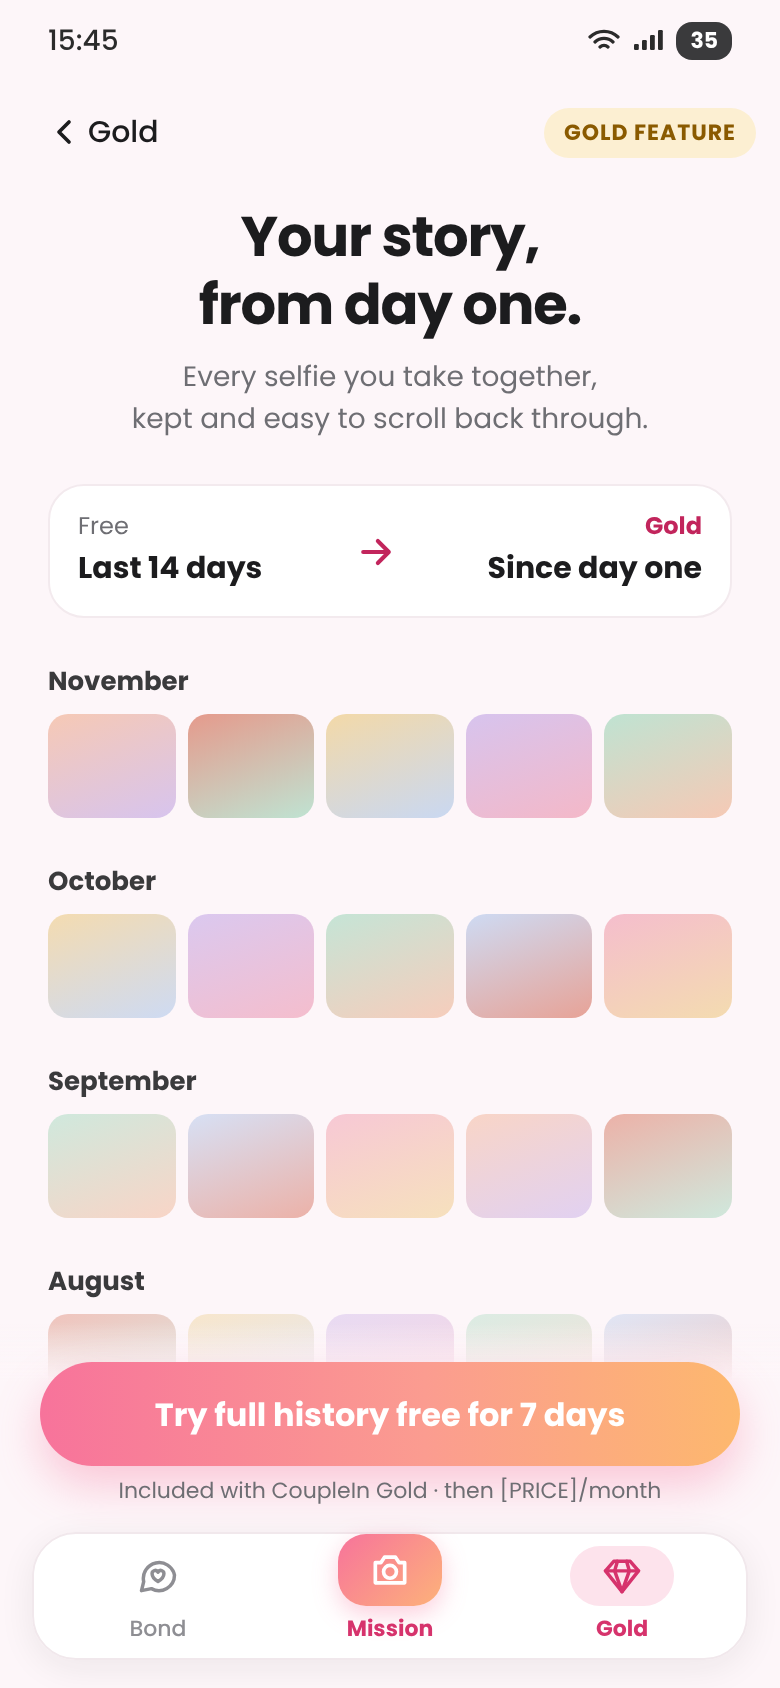 15:45
35
Gold
GOLD FEATURE
Your story,
from day one.
Every selfie you take together,
kept and easy to scroll back through.
Free
Last 14 days
Gold
Since day one
November
October
September
August
Try full history free for 7 days
Included with CoupleIn Gold · then [PRICE]/month
Bond
Mission
Gold